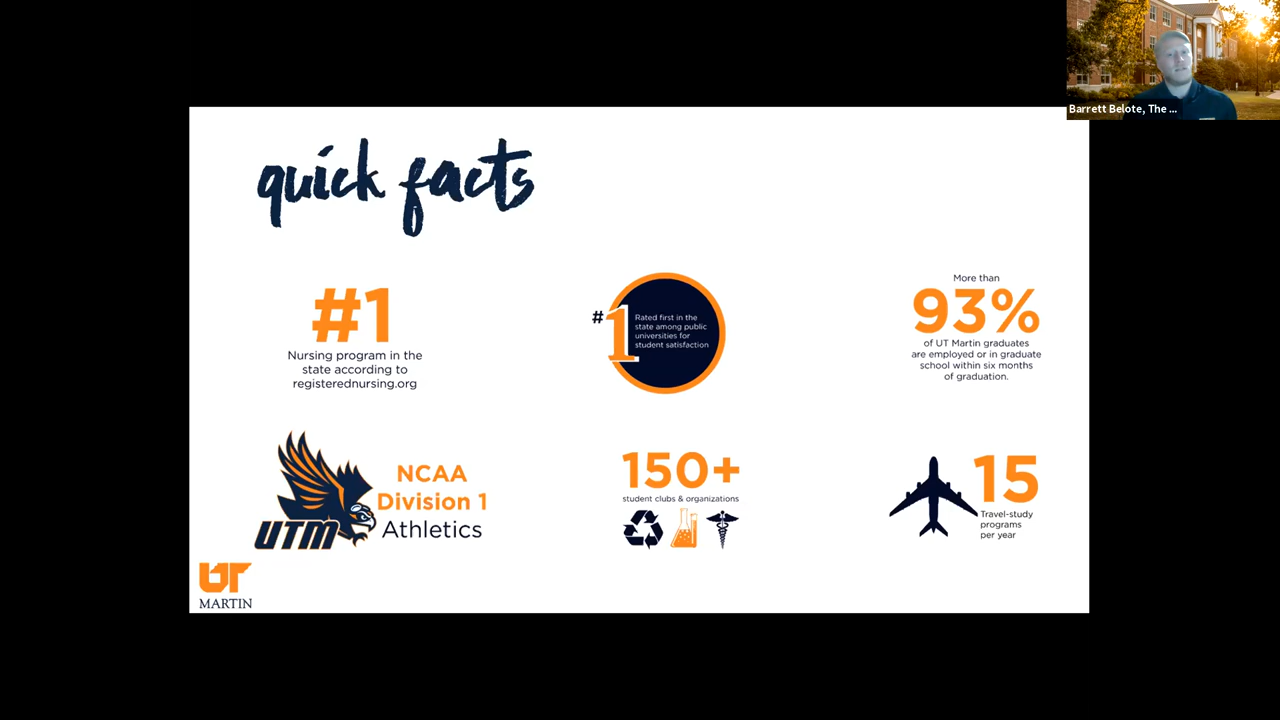 Barrett Belote, The ...
quick facts
#1
Nursing program in the
state according to
registerednursing.org
#1
Rated first in the
state among public
universities for
student satisfaction
More than
93%
of UT Martin graduates
are employed or in graduate
school within six months
of graduation.
UTM
NCAA
Division 1
Athletics
150+
student clubs & organizations
15
Travel-study
programs
per year
UT
MARTIN